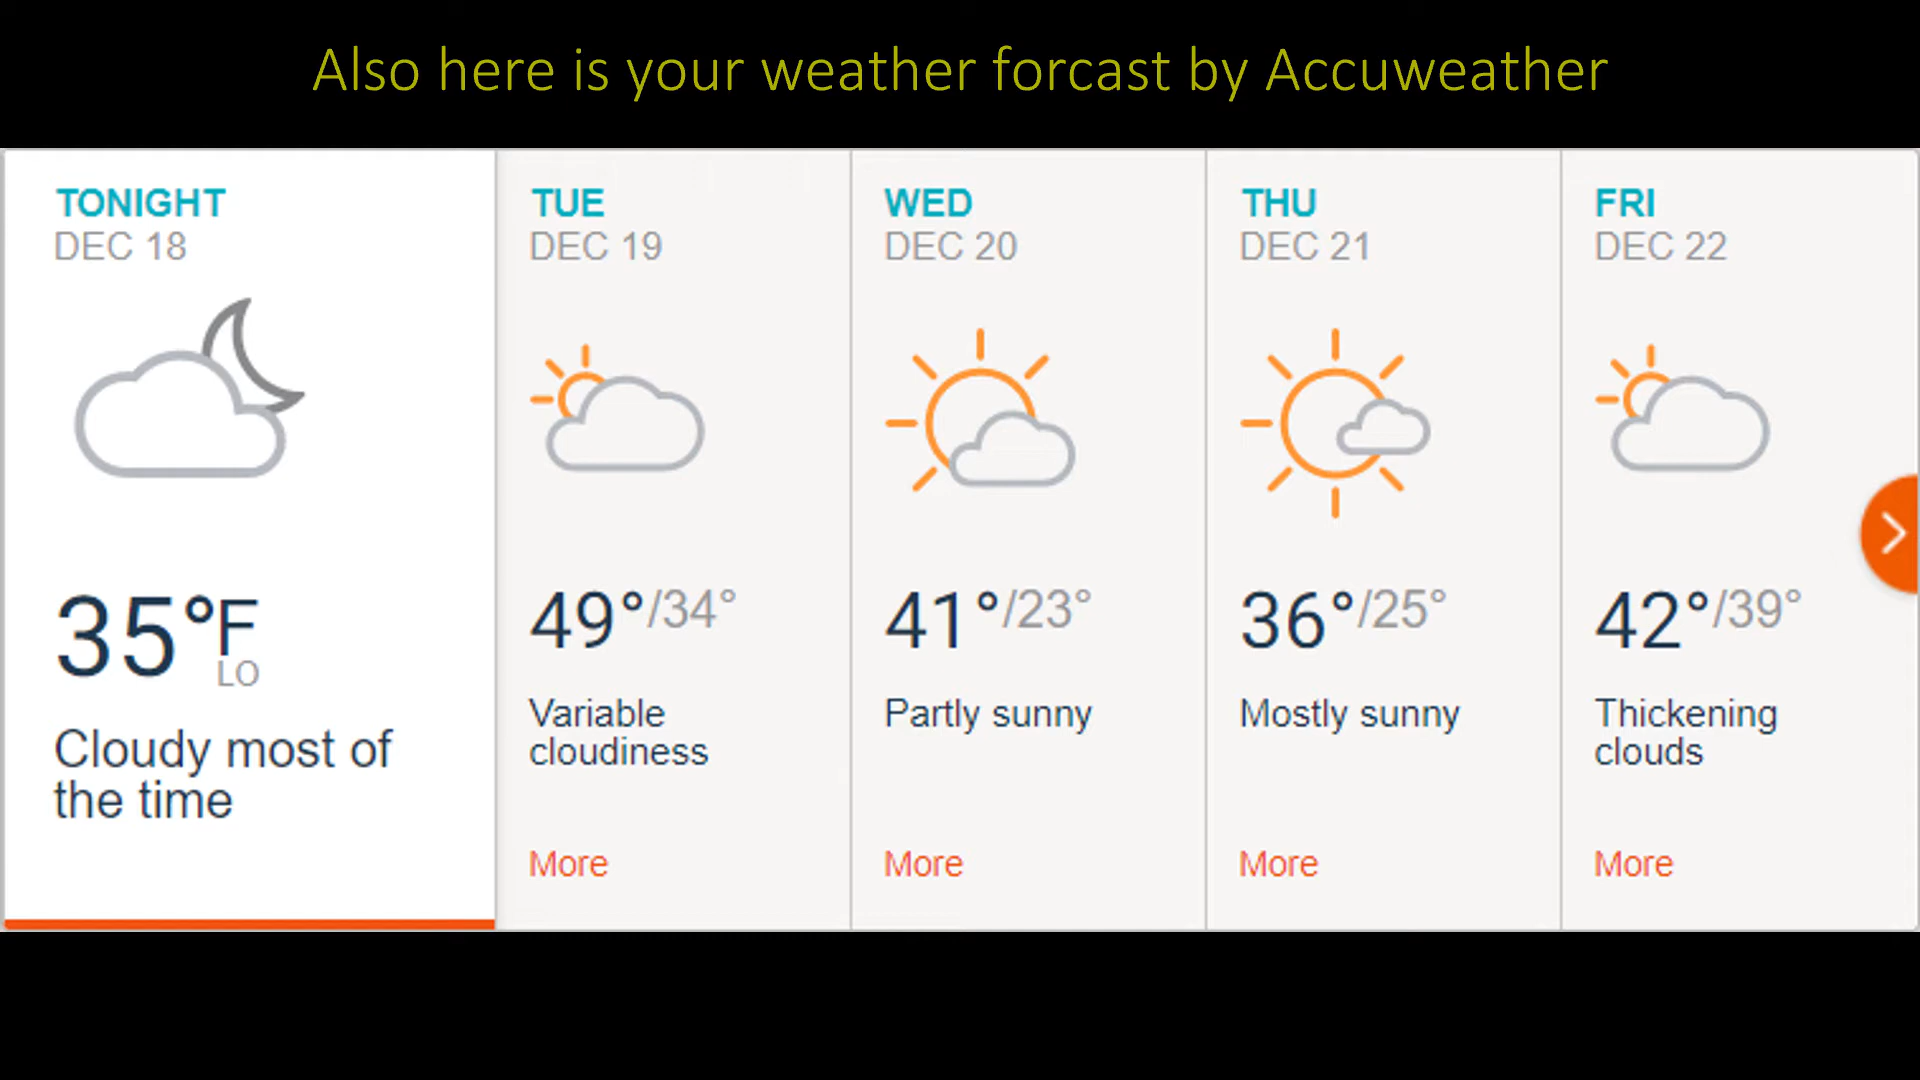 Also here is your weather forcast by Accuweather
TONIGHT
DEC 18
35°F
LO
Cloudy most of
the time
TUE
DEC 19
49°/34°
Variable
cloudiness
More
WED
DEC 20
41°/23°
Partly sunny
More
THU
DEC 21
36°/25°
Mostly sunny
More
FRI
DEC 22
42°/39°
Thickening
clouds
More